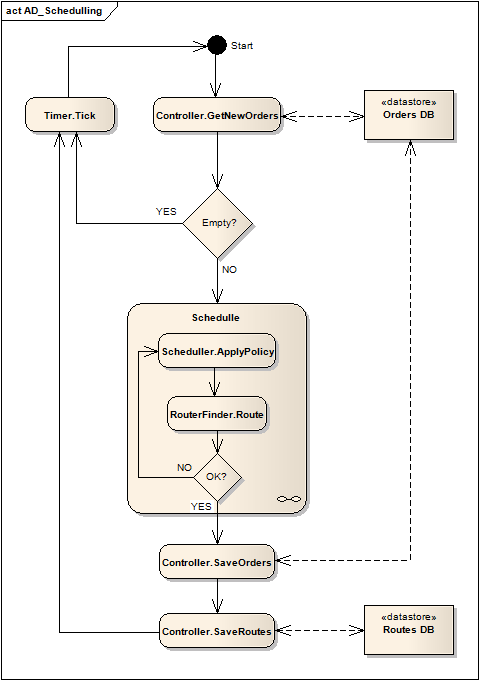 act AD_Schedulling
Start
Timer.Tick
Controller.GetNewOrders
«datastore»
Orders DB
YES
Empty?
NO
Schedulle
Scheduller.ApplyPolicy
RouterFinder.Route
NO
OK?
YES
Controller.SaveOrders
Controller.SaveRoutes
«datastore»
Routes DB